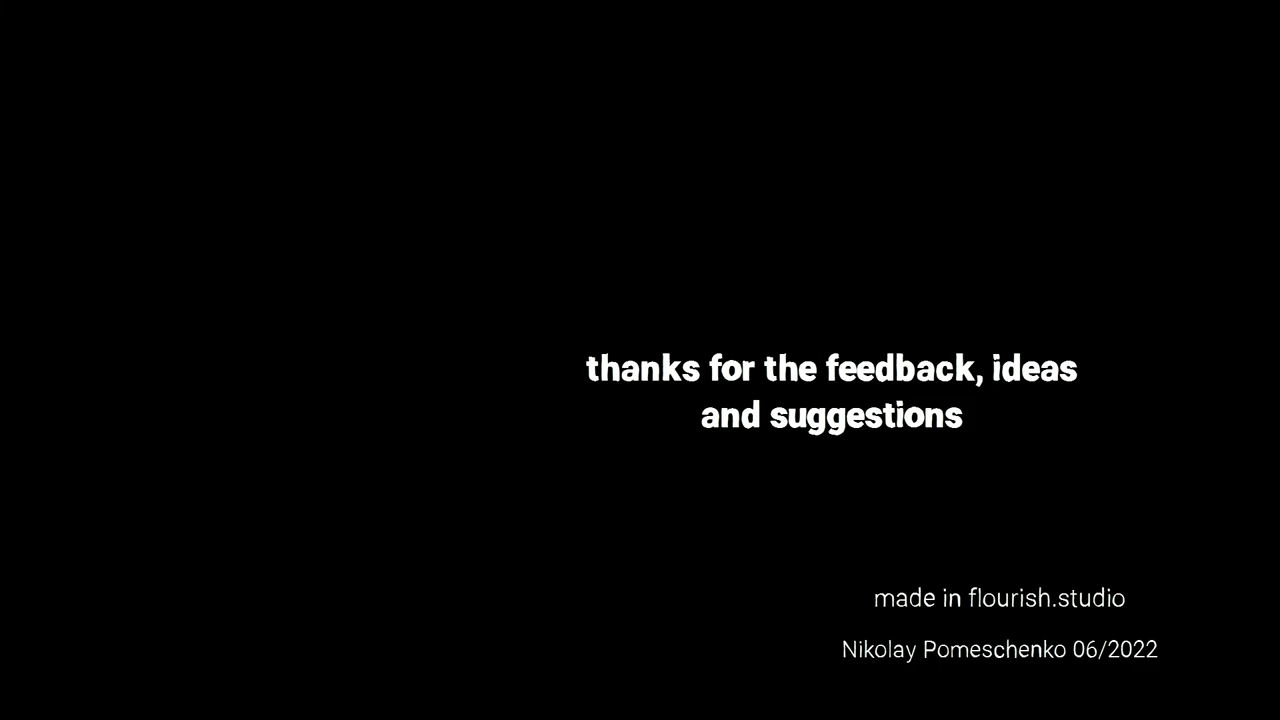 thanks for the feedback, ideas
and suggestions
made in flourish.studio
Nikolay Pomeschenko 06/2022